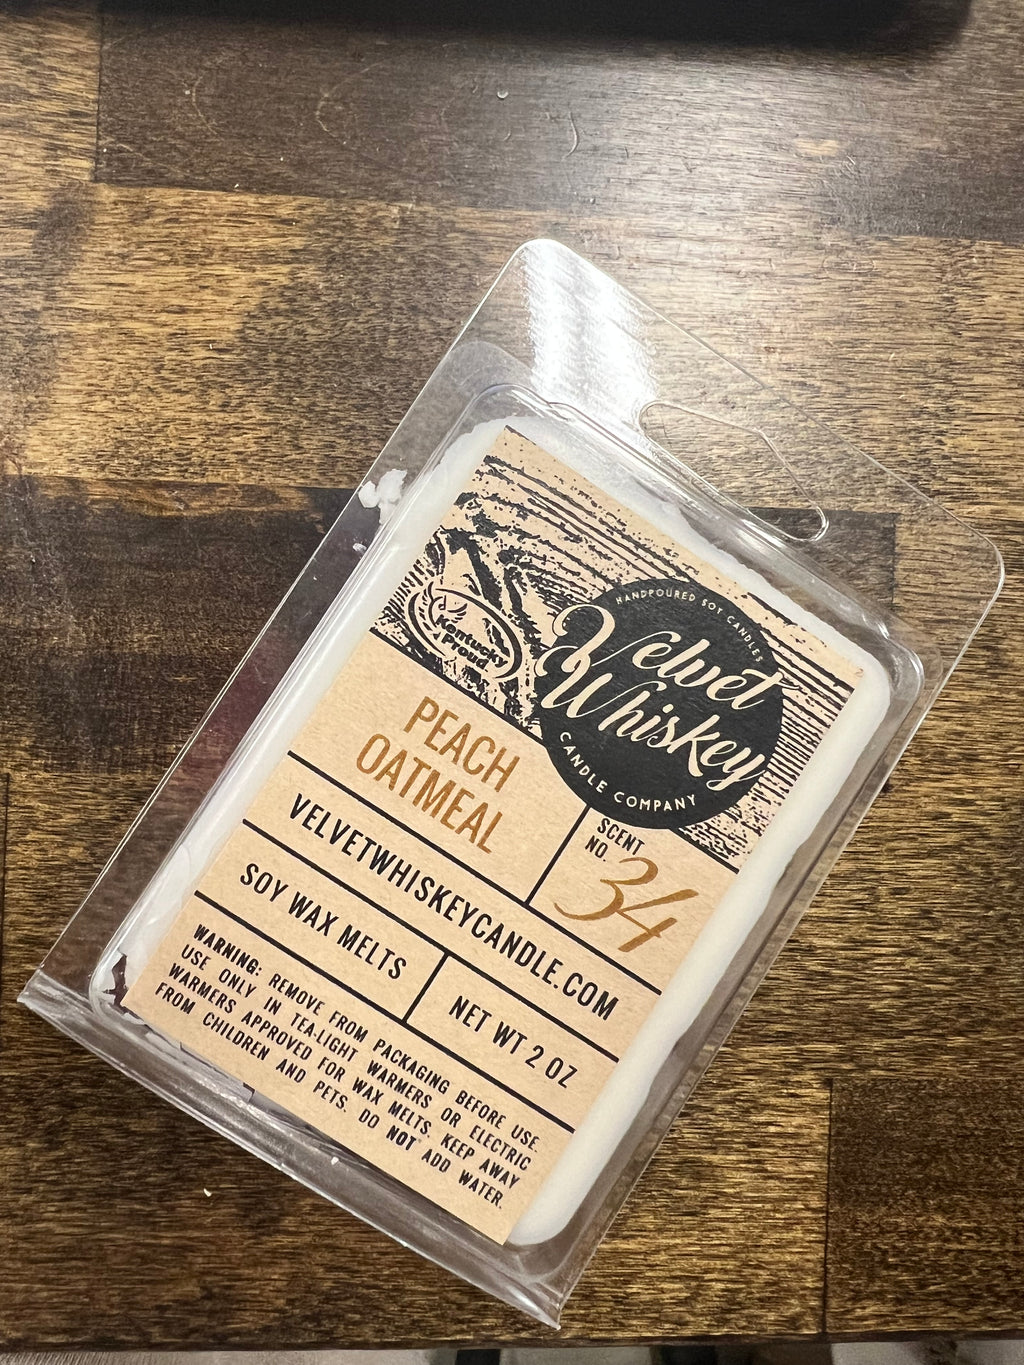 HANDPOURED SOY CANDLES
Velvet
Whiskey
CANDLE COMPANY
Kentucky
Proud
PEACH
OATMEAL
SCENT
NO. 34
VELVETWHISKEYCANDLE.COM
SOY WAX MELTS
NET WT 2 OZ
WARNING: REMOVE FROM PACKAGING BEFORE USE.
USE ONLY IN TEA-LIGHT WARMERS OR ELECTRIC
WARMERS APPROVED FOR WAX MELTS. KEEP AWAY
FROM CHILDREN AND PETS. DO NOT ADD WATER.